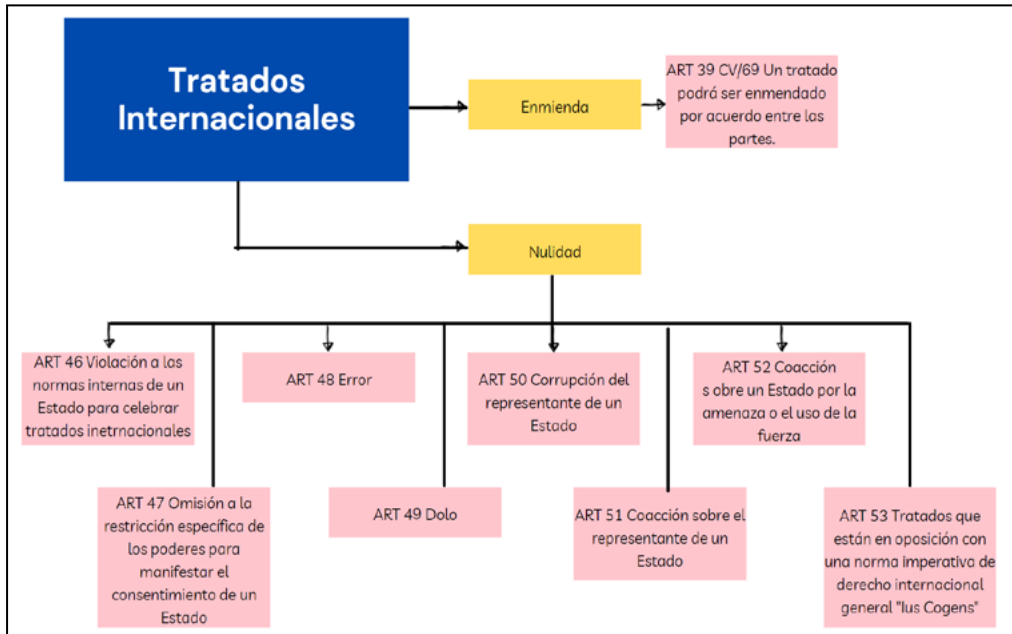 Tratados
Internacionales
Enmienda
ART 39 CV/69 Un tratado
podrá ser enmendado
por acuerdo entre las
partes.
Nulidad
ART 46 Violación a las
normas internas de un
Estado para celebrar
tratados inetrnacionales
ART 48 Error
ART 50 Corrupción del
representante de un
Estado
ART 52 Coacción
s obre un Estado por la
amenaza o el uso de la
fuerza
ART 47 Omisión a la
restricción específica de
los poderes para
manifestar el
consentimiento de un
Estado
ART 49 Dolo
ART 51 Coacción sobre el
representante de un
Estado
ART 53 Tratados que
están en oposición con
una norma imperativa de
derecho internacional
general "Ius Cogens"